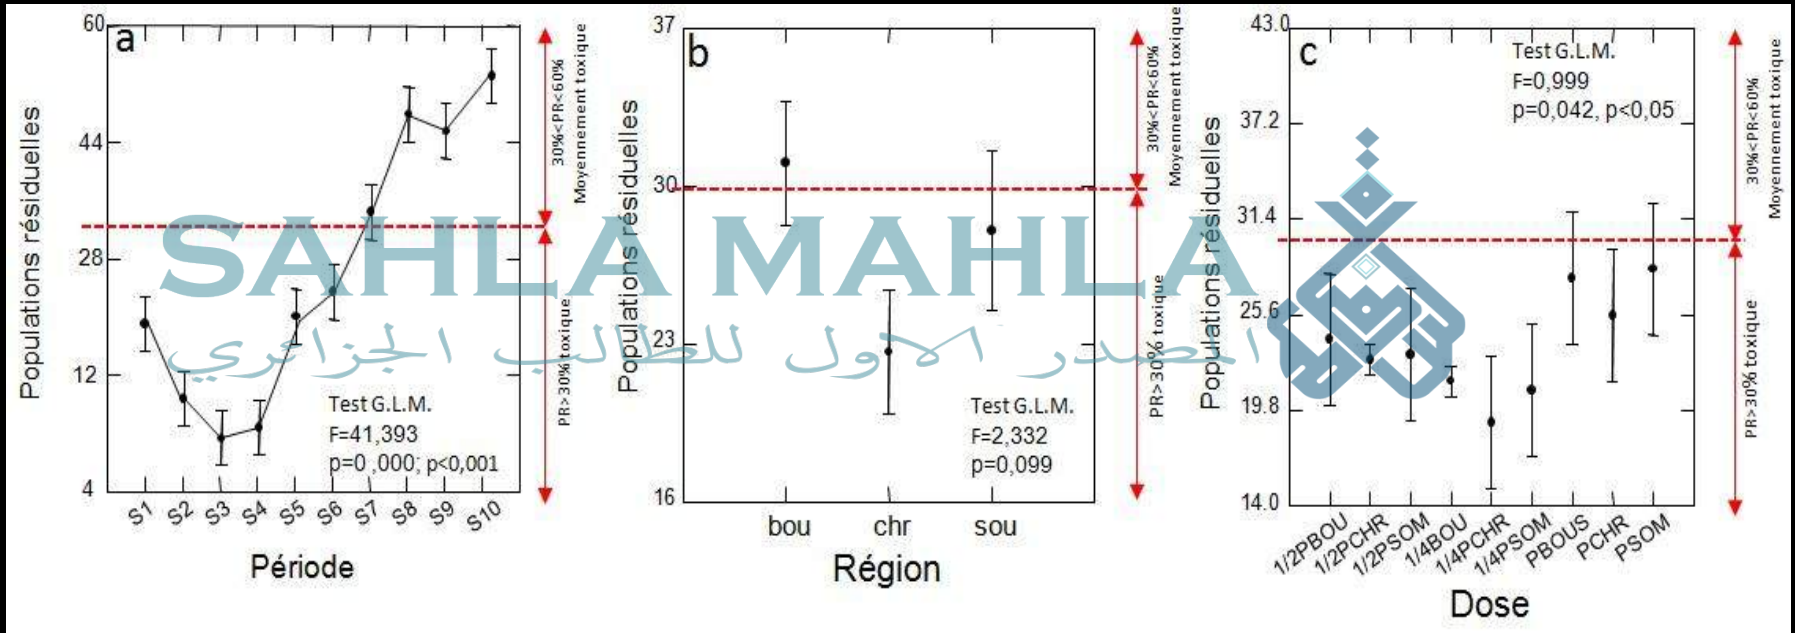 a
60
44
28
12
4
Populations résiduelles
S1 S2 S3 S4 S5 S6 S7 S8 S9 S10
Période
Test G.L.M.
F=41,393
p=0 ,000; p<0,001
30%<PR<60%
Moyennement toxique
PR>30% toxique
b
37
30
23
16
Populations résiduelles
bou chr sou
Région
Test G.L.M.
F=2,332
p=0,099
30%<PR<60%
Moyennement toxique
PR>30% toxique
c
43.0
37.2
31.4
25.6
19.8
14.0
Populations résiduelles
1/2PBOU 1/2PCHR 1/2PSOM 1/4BOU 1/4PCHR 1/4PSOM PBOUS PCHR PSOM
Dose
Test G.L.M.
F=0,999
p=0,042, p<0,05
30%<PR<60%
Moyennement toxique
PR>30% toxique
SAHLA MAHLA
المصدر الاول للطالب الجزائري